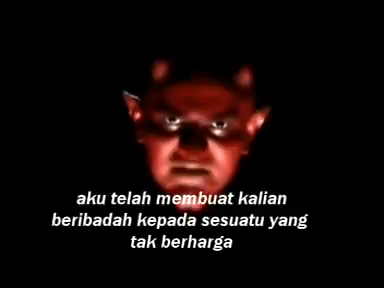 aku telah membuat kalian
beribadah kepada sesuatu yang
tak berharga